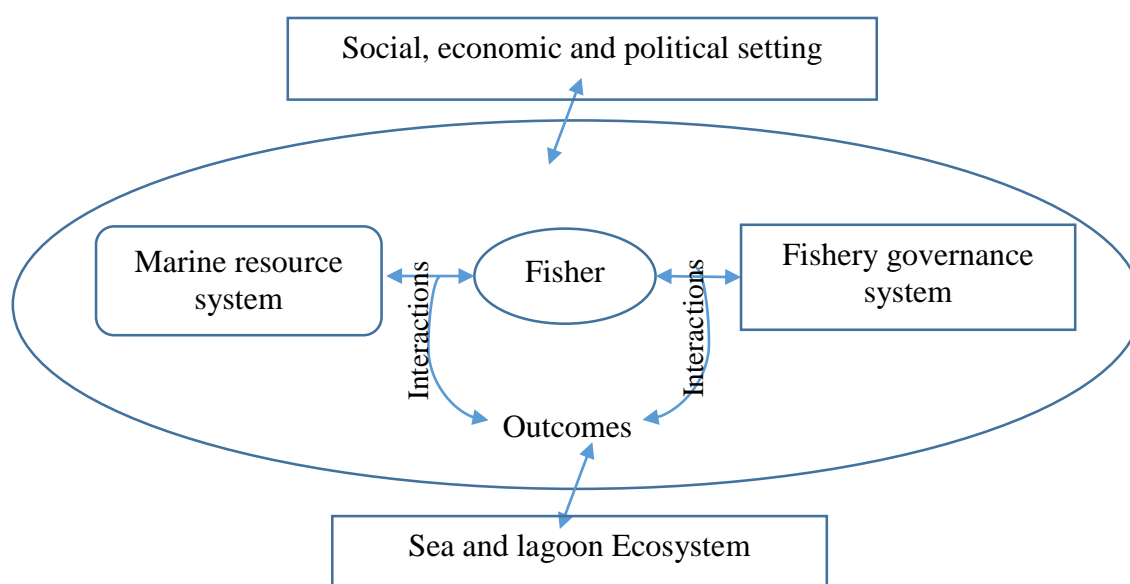 Social, economic and political setting
Marine resource
system
Interactions
Fisher
Interactions
Fishery governance
system
Outcomes
Sea and lagoon Ecosystem